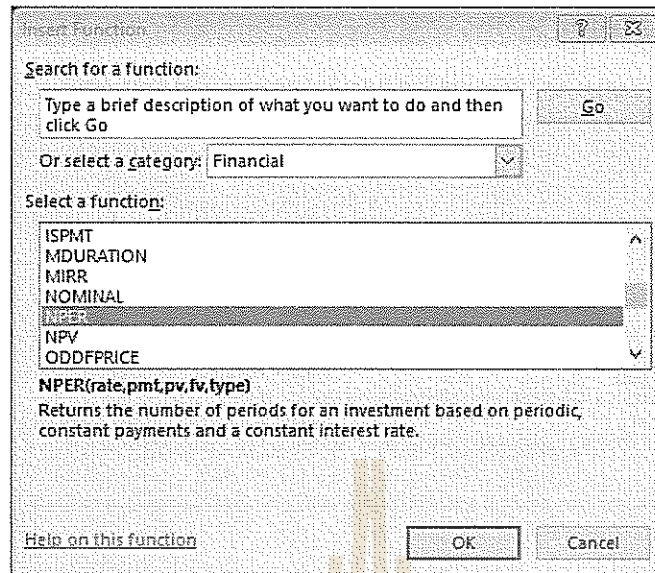 Insert Function
Search for a function:
Type a brief description of what you want to do and then
click Go
Go
Or select a category: Financial
Select a function:
ISPMT
MDURATION
MIRR
NOMINAL
NPER
NPV
ODDFPRICE
NPER(rate,pmt,pv,fv,type)
Returns the number of periods for an investment based on periodic,
constant payments and a constant interest rate.
Help on this function
OK
Cancel